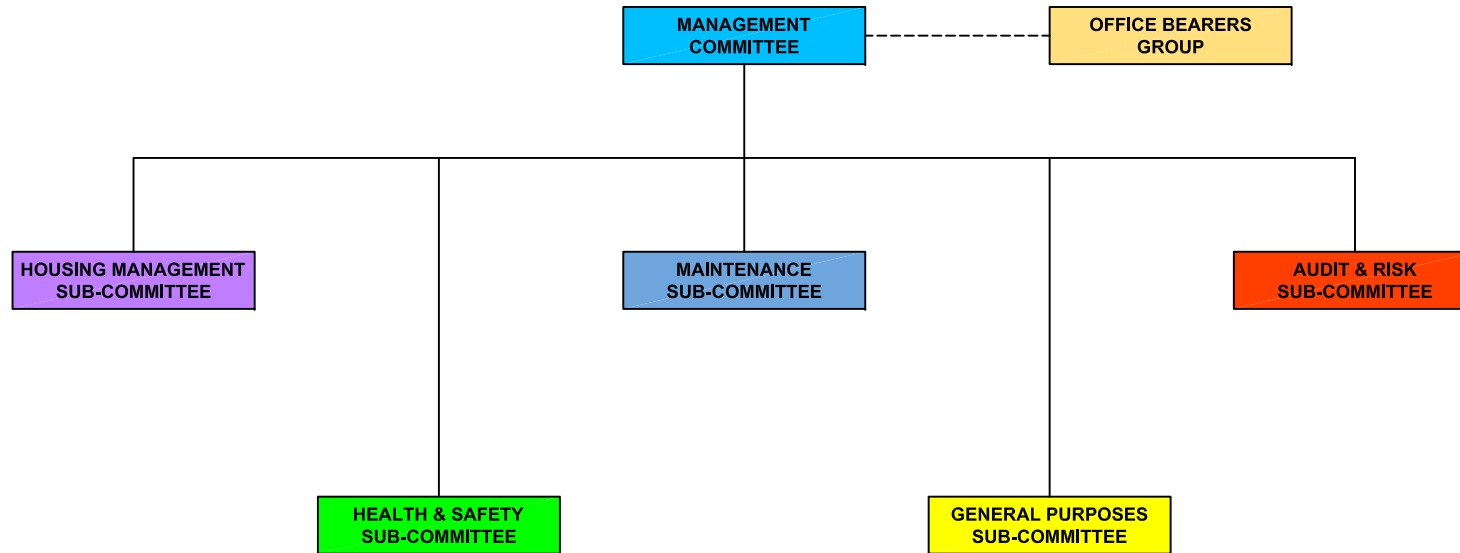 MANAGEMENT
COMMITTEE
OFFICE BEARERS
GROUP
HOUSING MANAGEMENT
SUB-COMMITTEE
MAINTENANCE
SUB-COMMITTEE
AUDIT & RISK
SUB-COMMITTEE
HEALTH & SAFETY
SUB-COMMITTEE
GENERAL PURPOSES
SUB-COMMITTEE